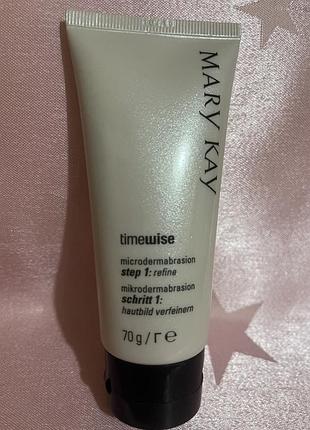 MARY KAY
timewise
microdermabrasion
step 1: refine
mikrodermabrasion
schritt 1:
hautbild verfeinern
70 g / Г ℮